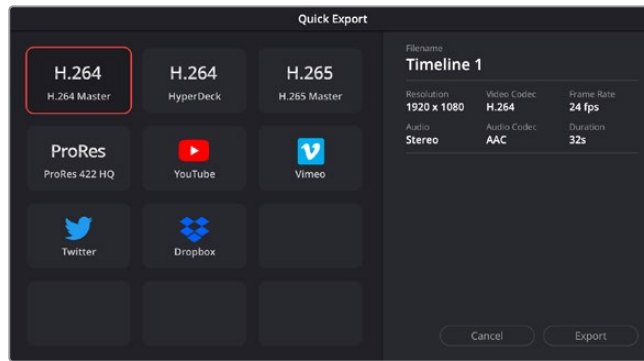 Quick Export
H.264
H.264 Master
H.264
HyperDeck
H.265
H.265 Master
ProRes
ProRes 422 HQ
YouTube
Vimeo
Twitter
Dropbox
Filename
Timeline 1
Resolution
1920 x 1080
Video Codec
H.264
Frame Rate
24 fps
Audio
Stereo
Audio Codec
AAC
Duration
32s
Cancel
Export